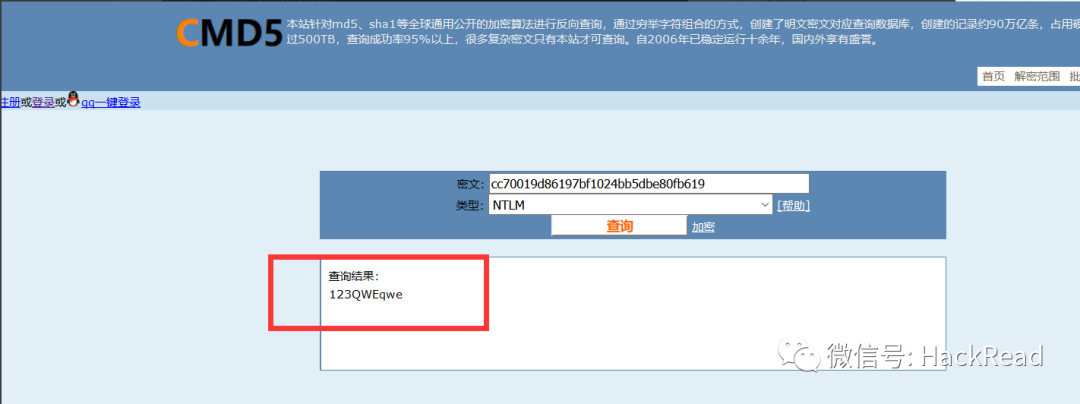 CMD5
本站针对md5、sha1等全球通用公开的加密算法进行反向查询，通过穷举字符组合的方式，创建了明文密文对应查询数据库，创建的记录约90万亿条，占用硬
过500TB，查询成功率95%以上，很多复杂密文只有本站才可查询。自2006年已稳定运行十余年，国内外享有盛誉。
首页 解密范围 批
注册或登录或qq一键登录
密文: cc70019d86197bf1024bb5dbe80fb619
类型: NTLM [帮助]
查询 加密
查询结果:
123QWEqwe
微信号: HackRead